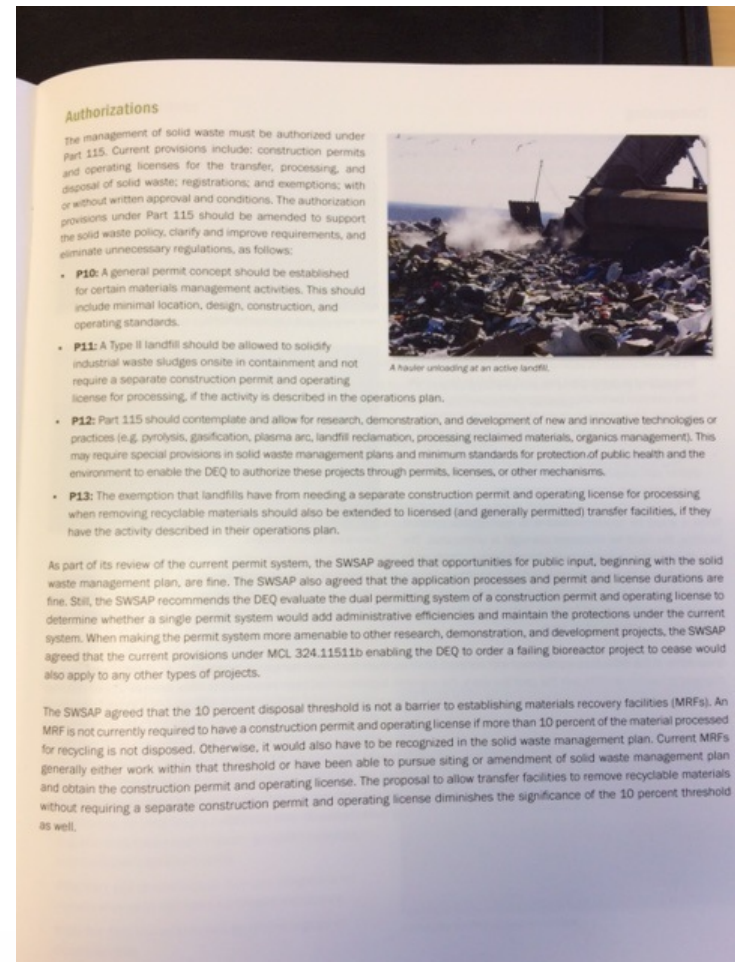 Authorizations
The management of solid waste must be authorized under
Part 115. Current provisions include: construction permits
and operating licenses for the transfer, processing, and
disposal of solid waste; registrations; and exemptions; with
or without written approval and conditions. The authorization
provisions under Part 115 should be amended to support
the solid waste policy, clarify and improve requirements, and
eliminate unnecessary regulations, as follows:
• P10: A general permit concept should be established
for certain materials management activities. This should
include minimal location, design, construction, and
operating standards.
• P11: A Type II landfill should be allowed to solidify
industrial waste sludges onsite in containment and not
require a separate construction permit and operating
license for processing, if the activity is described in the operations plan.
A hauler unloading at an active landfill.
• P12: Part 115 should contemplate and allow for research, demonstration, and development of new and innovative technologies or
practices (e.g. pyrolysis, gasification, plasma arc, landfill reclamation, processing reclaimed materials, organics management). This
may require special provisions in solid waste management plans and minimum standards for protection of public health and the
environment to enable the DEQ to authorize these projects through permits, licenses, or other mechanisms.
• P13: The exemption that landfills have from needing a separate construction permit and operating license for processing
when removing recyclable materials should also be extended to licensed (and generally permitted) transfer facilities, if they
have the activity described in their operations plan.
As part of its review of the current permit system, the SWSAP agreed that opportunities for public input, beginning with the solid
waste management plan, are fine. The SWSAP also agreed that the application processes and permit and license durations are
fine. Still, the SWSAP recommends the DEQ evaluate the dual permitting system of a construction permit and operating license to
determine whether a single permit system would add administrative efficiencies and maintain the protections under the current
system. When making the permit system more amenable to other research, demonstration, and development projects, the SWSAP
agreed that the current provisions under MCL 324.11511b enabling the DEQ to order a failing bioreactor project to cease would
also apply to any other types of projects.
The SWSAP agreed that the 10 percent disposal threshold is not a barrier to establishing materials recovery facilities (MRFs). An
MRF is not currently required to have a construction permit and operating license if more than 10 percent of the material processed
for recycling is not disposed. Otherwise, it would also have to be recognized in the solid waste management plan. Current MRFs
generally either work within that threshold or have been able to pursue siting or amendment of solid waste management plan
and obtain the construction permit and operating license. The proposal to allow transfer facilities to remove recyclable materials
without requiring a separate construction permit and operating license diminishes the significance of the 10 percent threshold
as well.